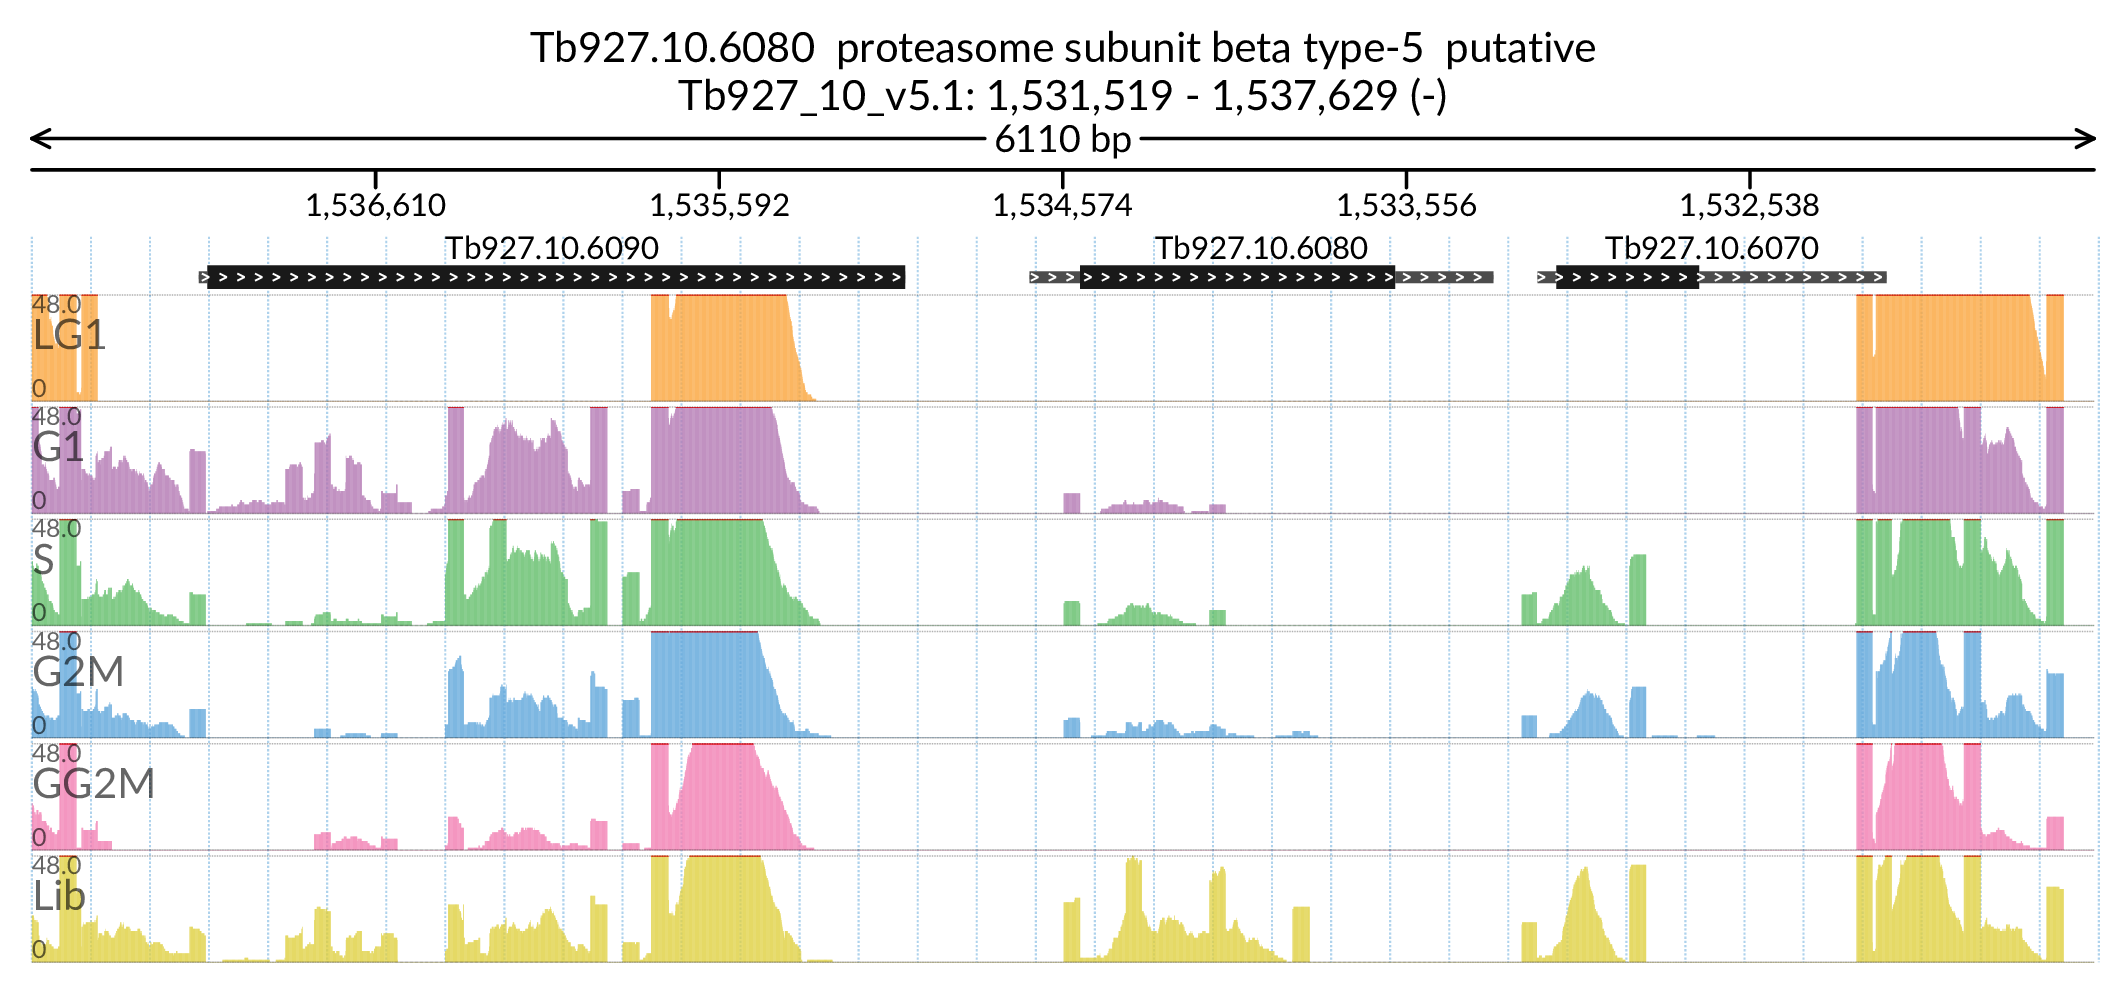 Tb927.10.6080  proteasome subunit beta type-5  putative
Tb927_10_v5.1: 1,531,519 - 1,537,629 (-)
6110 bp
1,536,610 1,535,592 1,534,574 1,533,556 1,532,538
Tb927.10.6090 Tb927.10.6080 Tb927.10.6070
48.0
LG1
0
48.0
G1
0
48.0
S
0
48.0
G2M
0
48.0
GG2M
0
48.0
Lib
0